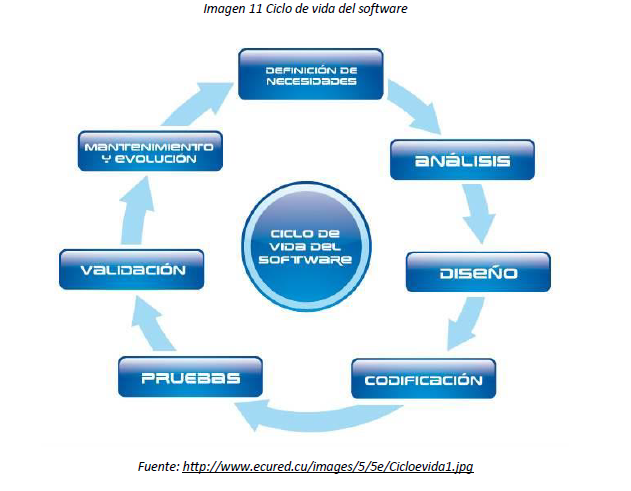 Imagen 11 Ciclo de vida del software
DEFINICIÓN DE
NECESIDADES
ANÁLISIS
DISEÑO
CODIFICACIÓN
PRUEBAS
VALIDACIÓN
MANTENIMIENTO
Y EVOLUCIÓN
CICLO DE
VIDA DEL
SOFTWARE
Fuente: http://www.ecured.cu/images/5/5e/Cicloevida1.jpg